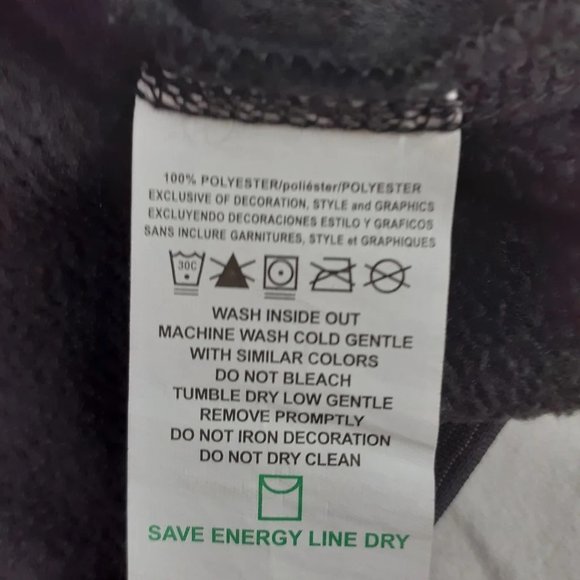 100% POLYESTER/poliéster/POLYESTER
EXCLUSIVE OF DECORATION, STYLE and GRAPHICS
EXCLUYENDO DECORACIONES ESTILO Y GRAFICOS
SANS INCLURE GARNITURES, STYLE et GRAPHIQUES
30C
WASH INSIDE OUT
MACHINE WASH COLD GENTLE
WITH SIMILAR COLORS
DO NOT BLEACH
TUMBLE DRY LOW GENTLE
REMOVE PROMPTLY
DO NOT IRON DECORATION
DO NOT DRY CLEAN
SAVE ENERGY LINE DRY